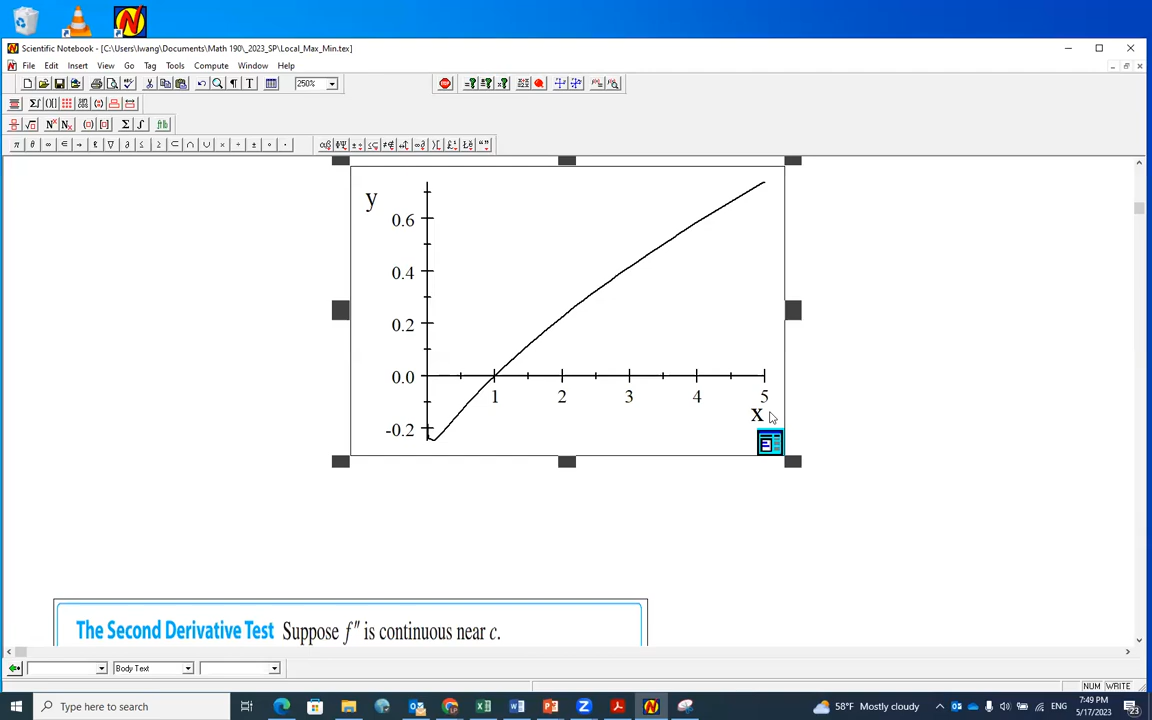 Scientific Notebook - [C:\Users\lwang\Documents\Math 190\_2023_SP\Local_Max_Min.tex]
File Edit Insert View Go Tag Tools Compute Window Help
250%
y
0.6
0.4
0.2
0.0
-0.2
1 2 3 4 5
x
The Second Derivative Test Suppose f″ is continuous near c.
Body Text
NUM WRITE
Type here to search
58°F Mostly cloudy
ENG
7:49 PM
5/17/2023